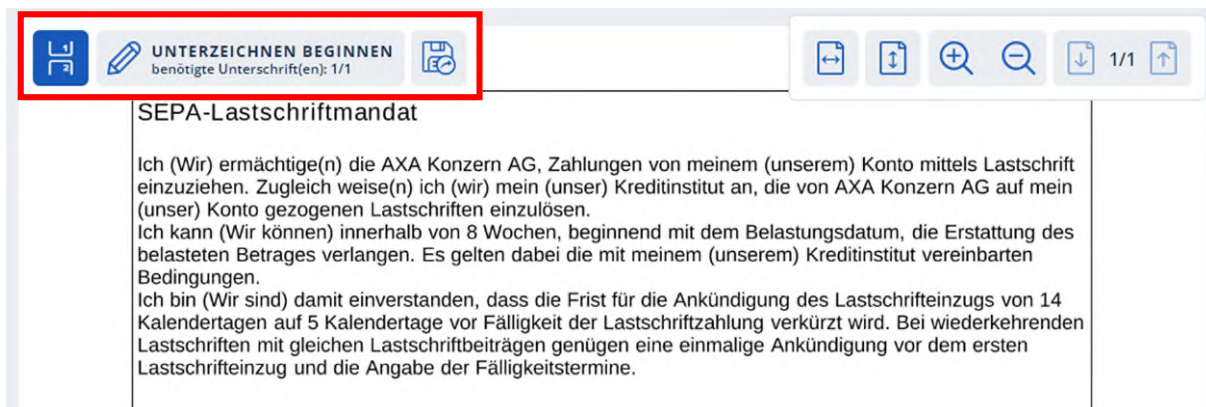 1
2
UNTERZEICHNEN BEGINNEN
benötigte Unterschrift(en): 1/1
1/1
SEPA-Lastschriftmandat
Ich (Wir) ermächtige(n) die AXA Konzern AG, Zahlungen von meinem (unserem) Konto mittels Lastschrift
einzuziehen. Zugleich weise(n) ich (wir) mein (unser) Kreditinstitut an, die von AXA Konzern AG auf mein
(unser) Konto gezogenen Lastschriften einzulösen.
Ich kann (Wir können) innerhalb von 8 Wochen, beginnend mit dem Belastungsdatum, die Erstattung des
belasteten Betrages verlangen. Es gelten dabei die mit meinem (unserem) Kreditinstitut vereinbarten
Bedingungen.
Ich bin (Wir sind) damit einverstanden, dass die Frist für die Ankündigung des Lastschrifteinzugs von 14
Kalendertagen auf 5 Kalendertage vor Fälligkeit der Lastschriftzahlung verkürzt wird. Bei wiederkehrenden
Lastschriften mit gleichen Lastschriftbeiträgen genügen eine einmalige Ankündigung vor dem ersten
Lastschrifteinzug und die Angabe der Fälligkeitstermine.